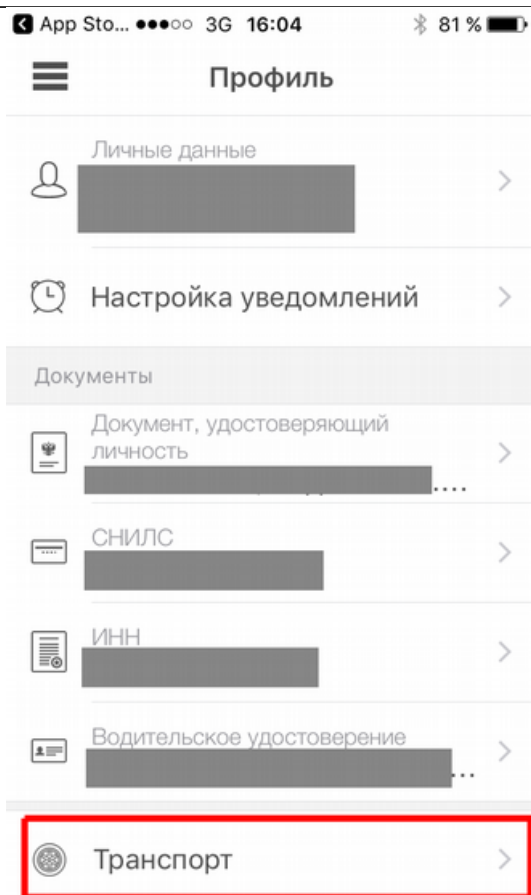 App Sto... 3G 16:04 81 %
Профиль
Личные данные
Настройка уведомлений
Документы
Документ, удостоверяющий
личность
....
СНИЛС
ИНН
Водительское удостоверение
...
Транспорт